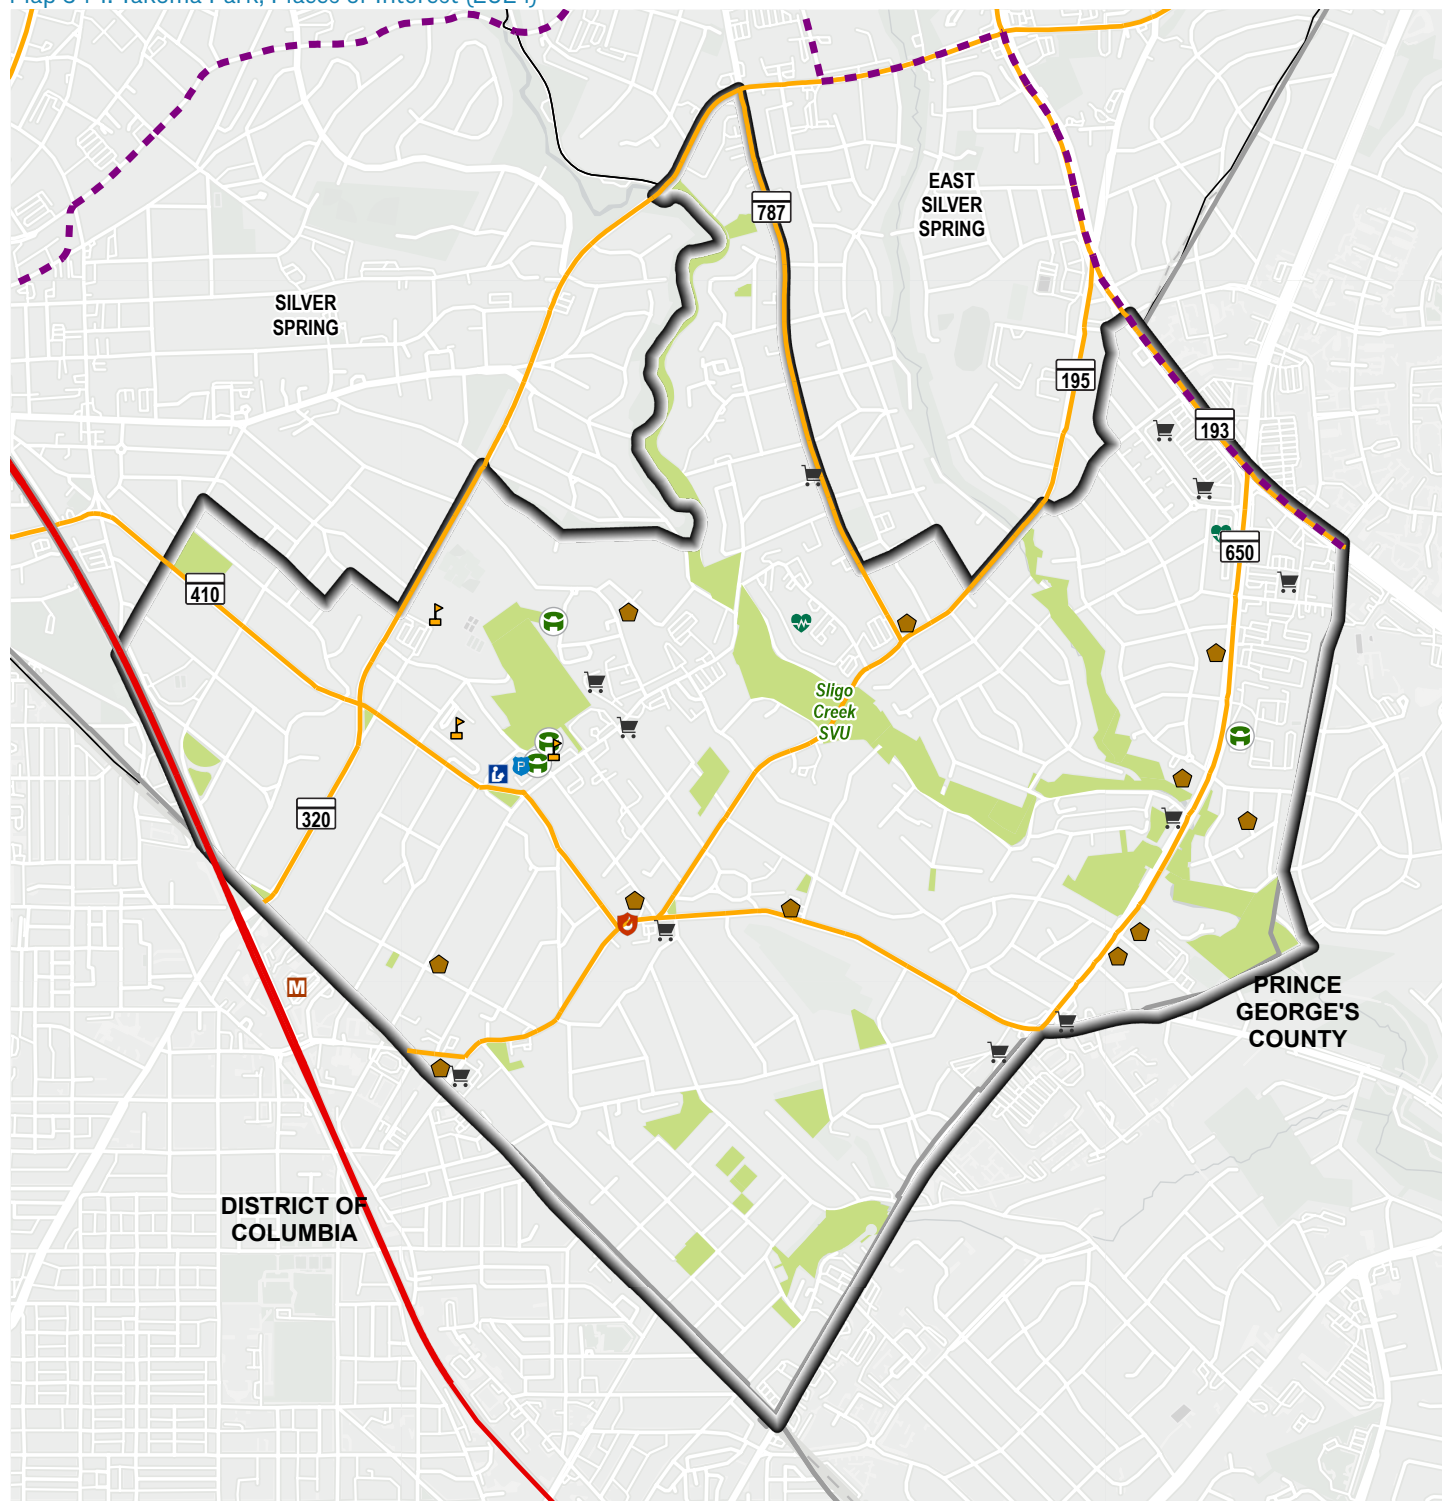 787
EAST
SILVER
SPRING
SILVER
SPRING
195
193
650
410
Sligo
Creek
SVU
P
320
M
PRINCE
GEORGE'S
COUNTY
DISTRICT OF
COLUMBIA